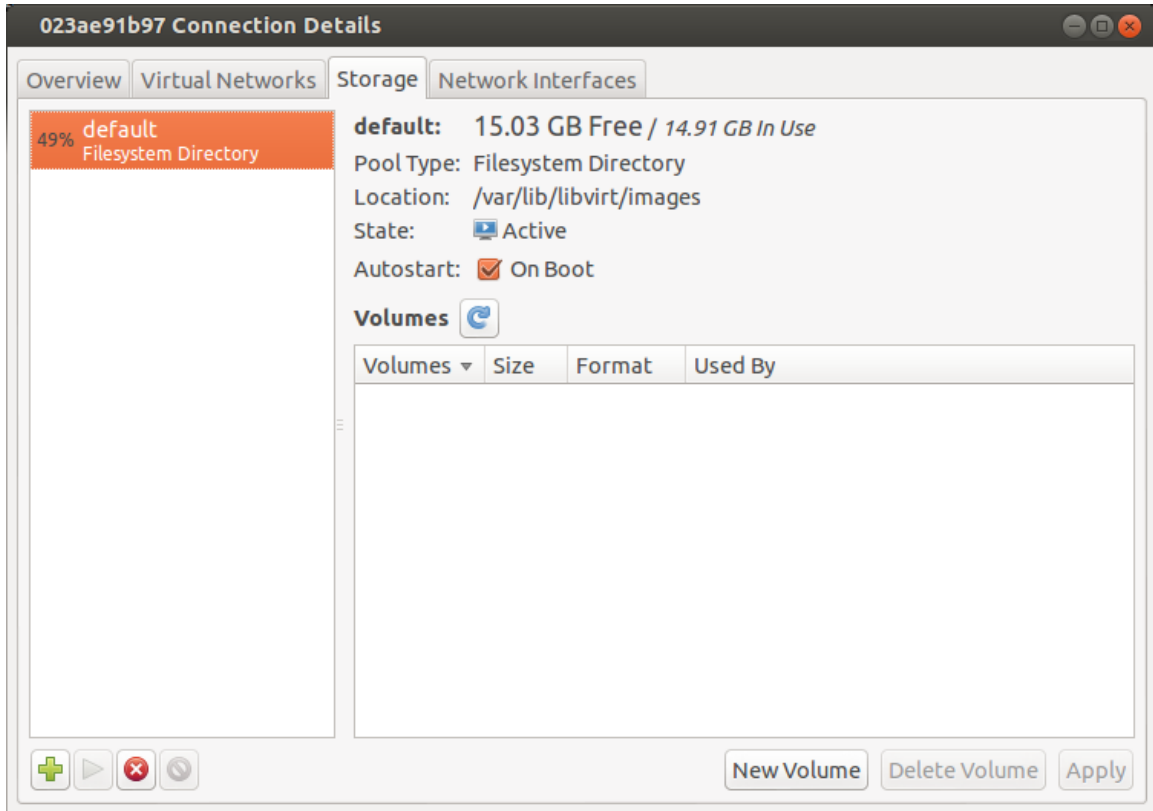 023ae91b97 Connection Details
Overview Virtual Networks Storage Network Interfaces
49% default
Filesystem Directory
default: 15.03 GB Free / 14.91 GB In Use
Pool Type: Filesystem Directory
Location: /var/lib/libvirt/images
State: Active
Autostart: On Boot
Volumes
Volumes Size Format Used By
New Volume Delete Volume Apply